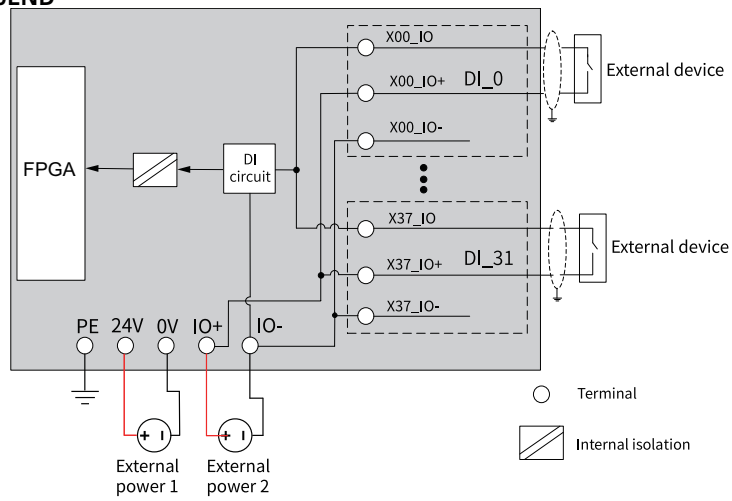 FPGA
DI
circuit
X00_IO
X00_IO+
DI_0
X00_IO-
External device
X37_IO
X37_IO+
DI_31
X37_IO-
External device
PE
24V
0V
IO+
IO-
External
power 1
External
power 2
Terminal
Internal isolation